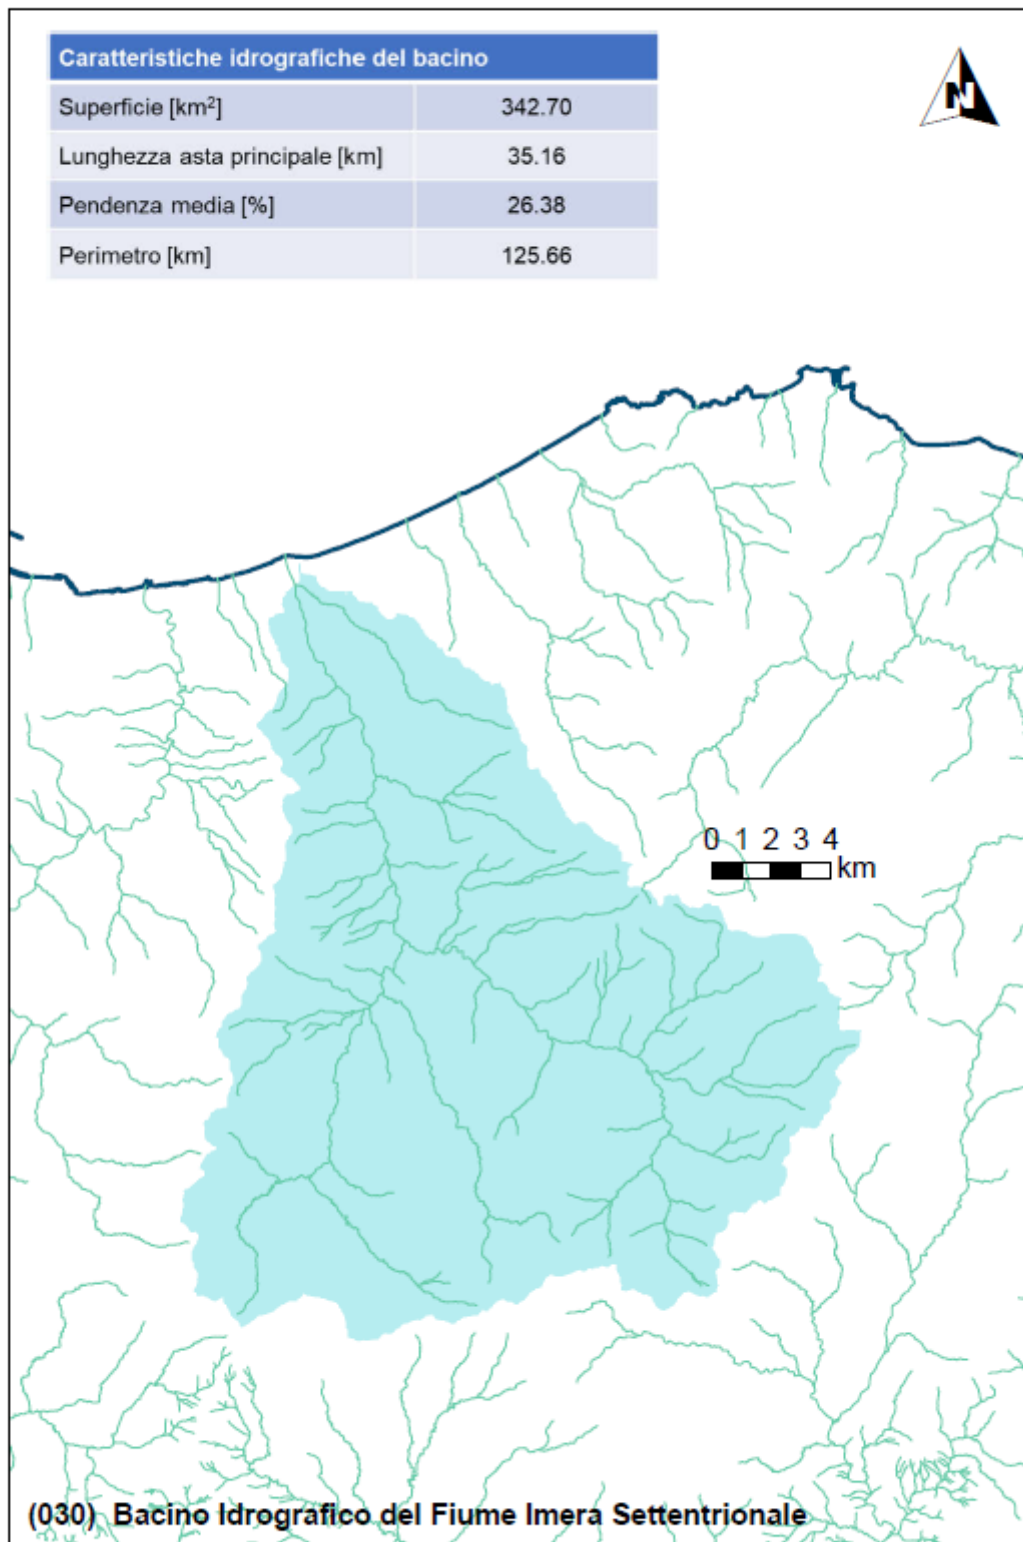 Caratteristiche idrografiche del bacino
Superficie [km²] 342.70
Lunghezza asta principale [km] 35.16
Pendenza media [%] 26.38
Perimetro [km] 125.66
N
0 1 2 3 4
km
(030) Bacino Idrografico del Fiume Imera Settentrionale